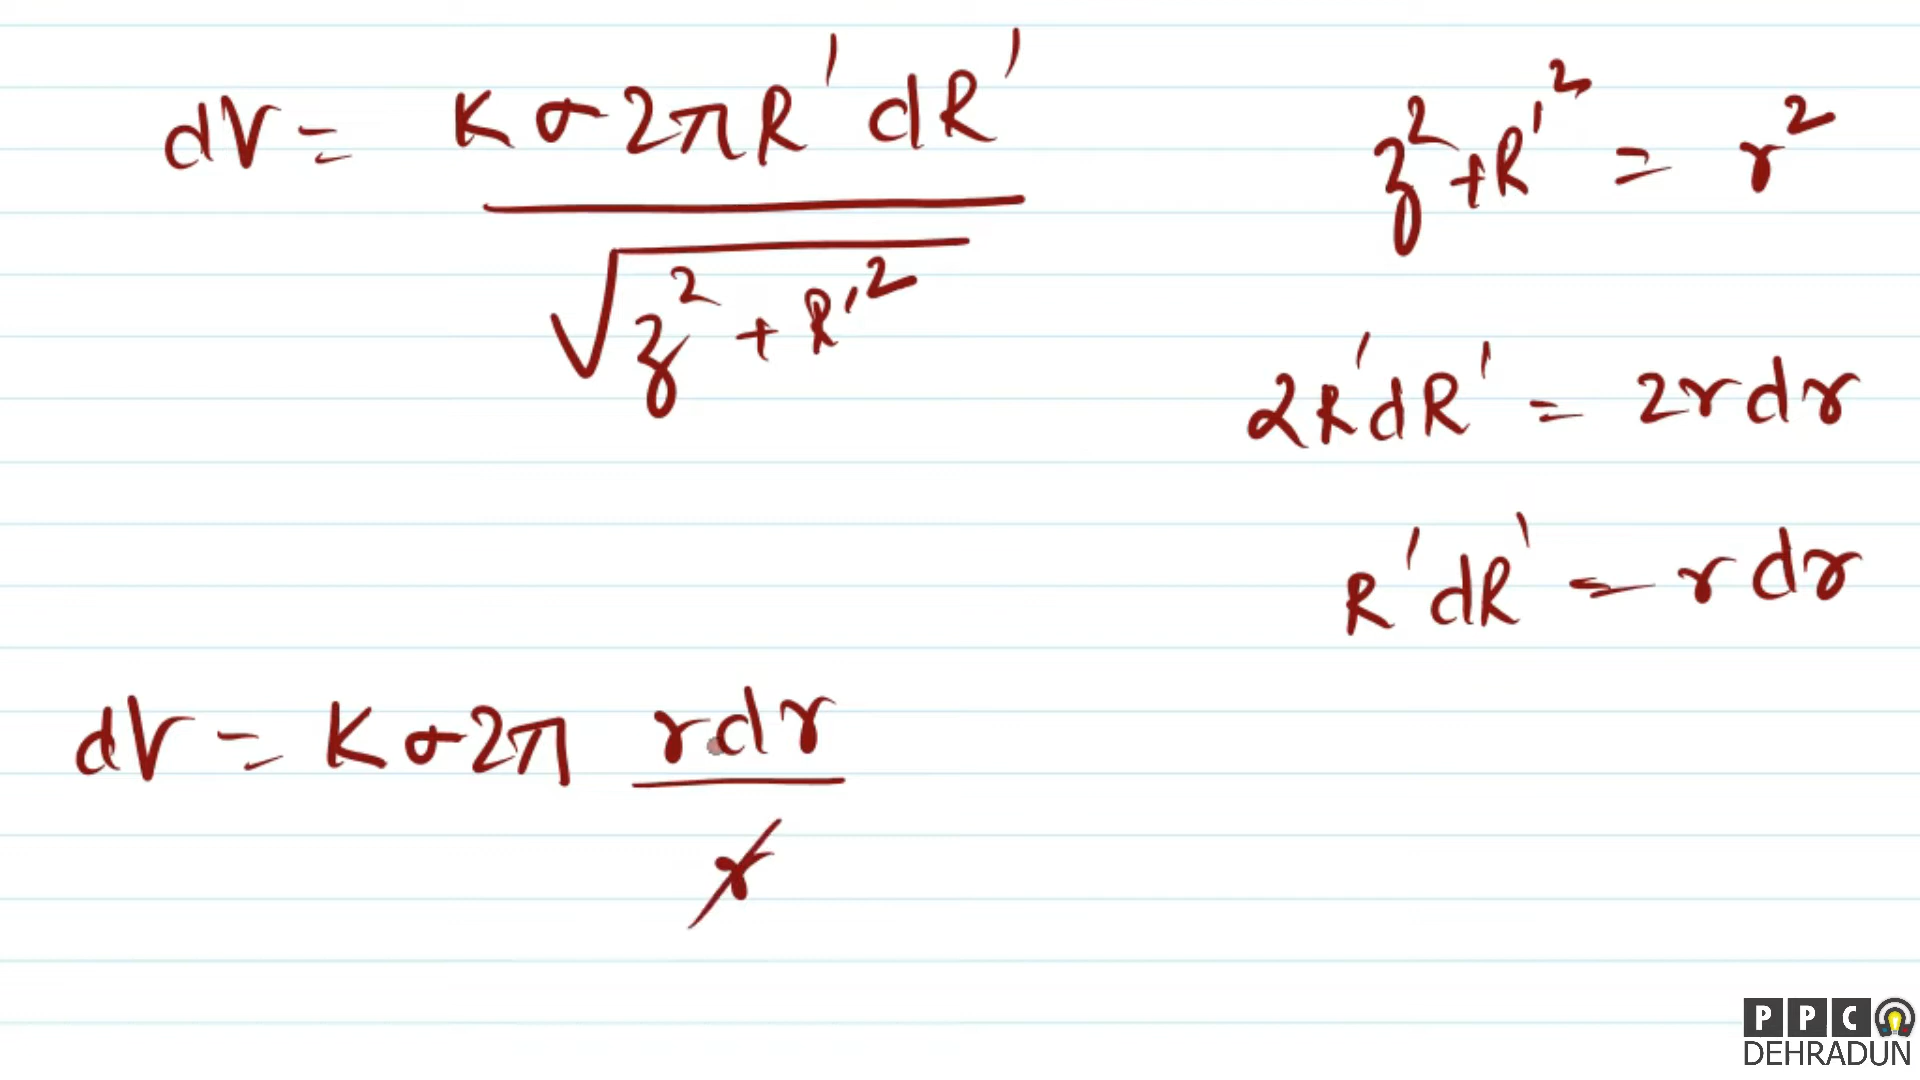 dV = Kσ2πR'dR' / √(z² + R'²)
z² + R'² = r²
2R'dR' = 2rdr
R'dR' = rdr
dV = Kσ2π rdr / r
PPC
DEHRADUN